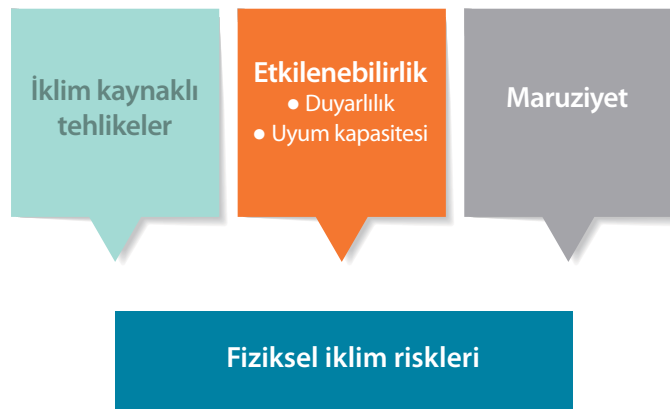 İklim kaynaklı
tehlikeler
Etkilenebilirlik
● Duyarlılık
● Uyum kapasitesi
Maruziyet
Fiziksel iklim riskleri